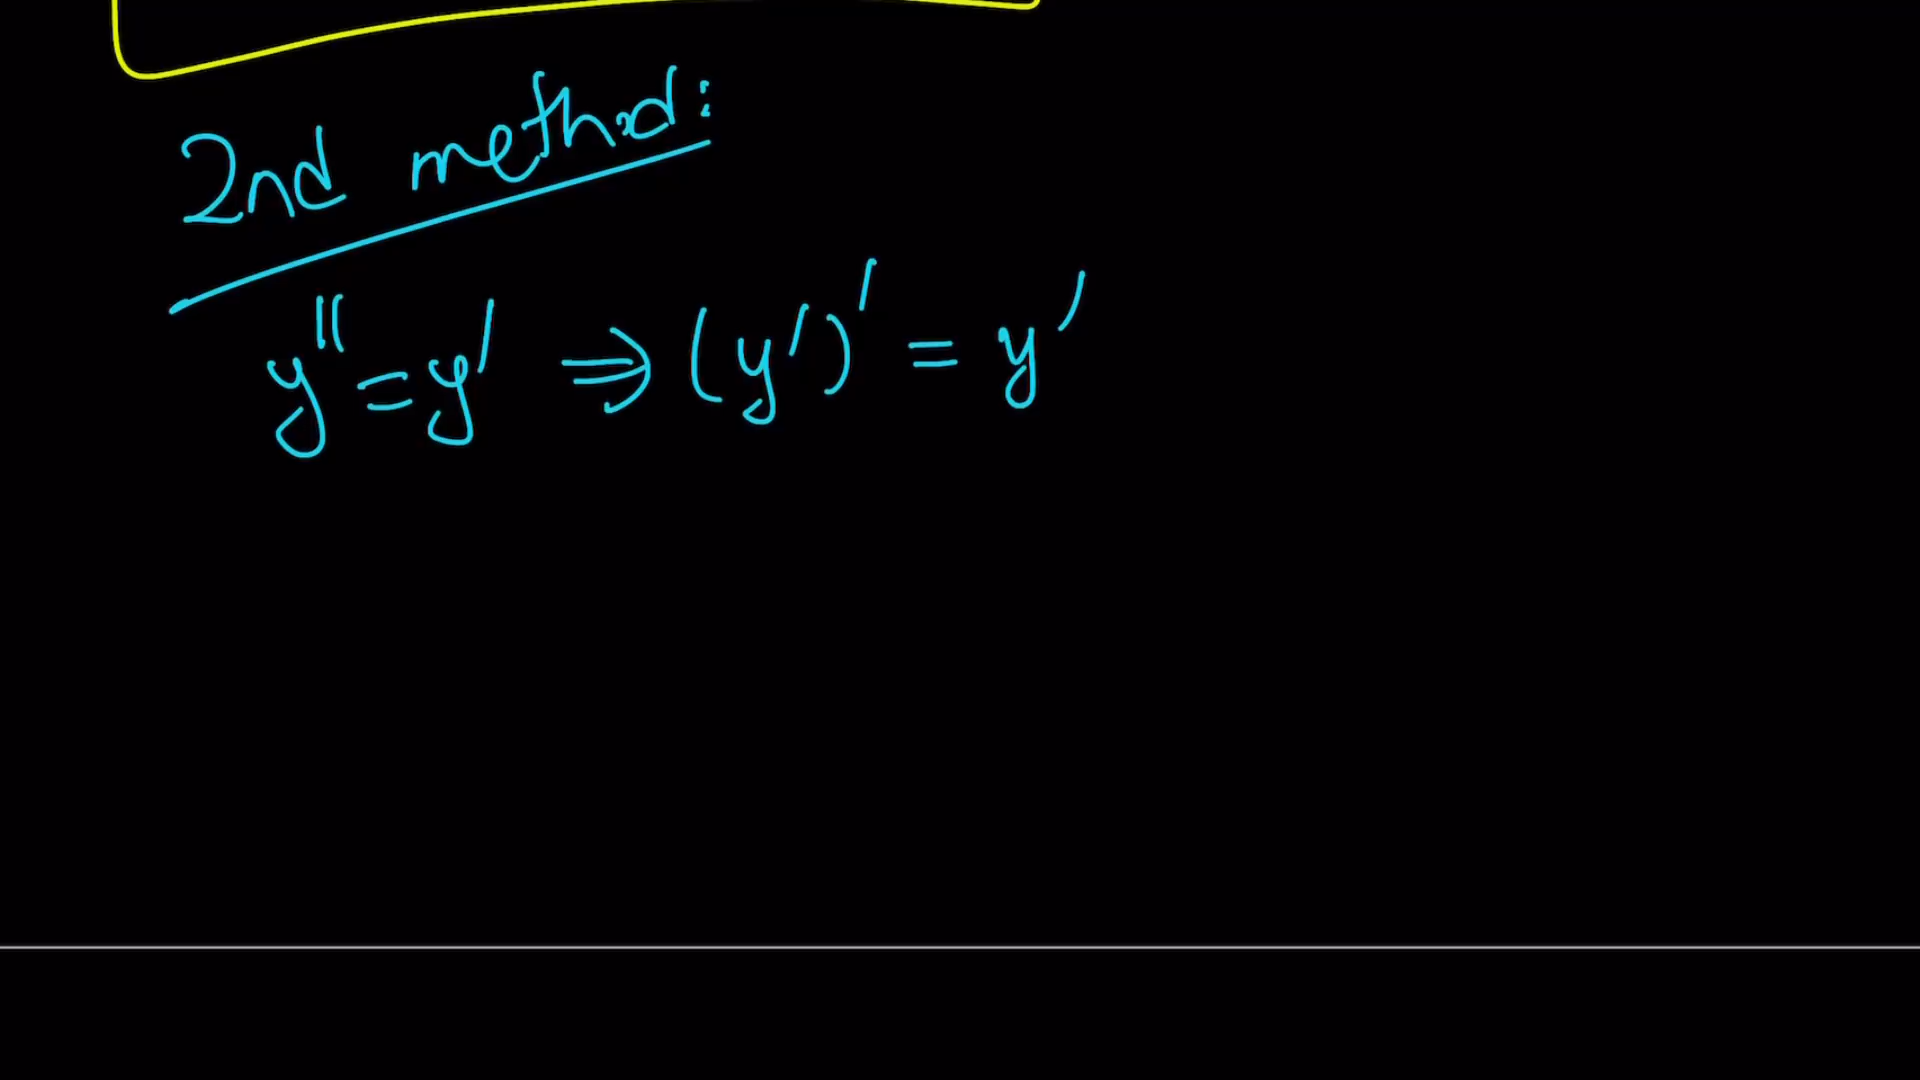 2nd method:
y'' = y' ⇒ (y')' = y'